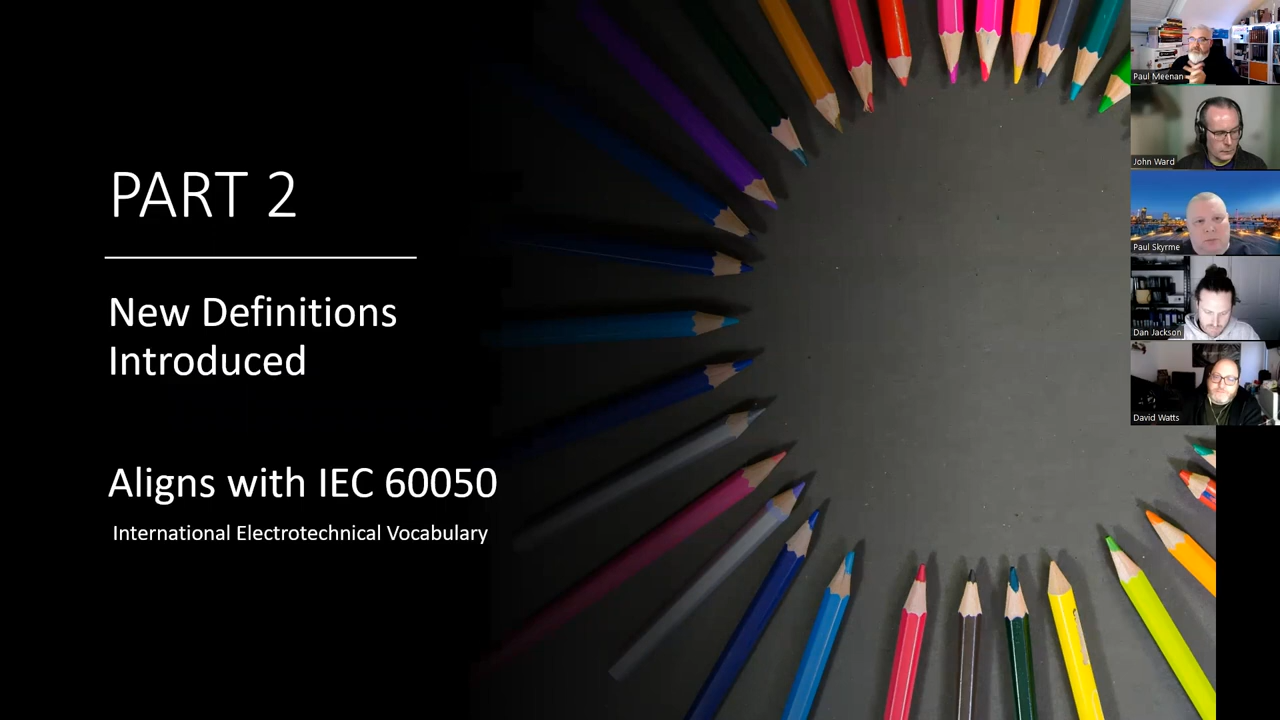 PART 2
New Definitions
Introduced
Aligns with IEC 60050
International Electrotechnical Vocabulary
Paul Meenan
John Ward
Paul Skyrme
Dan Jackson
David Watts